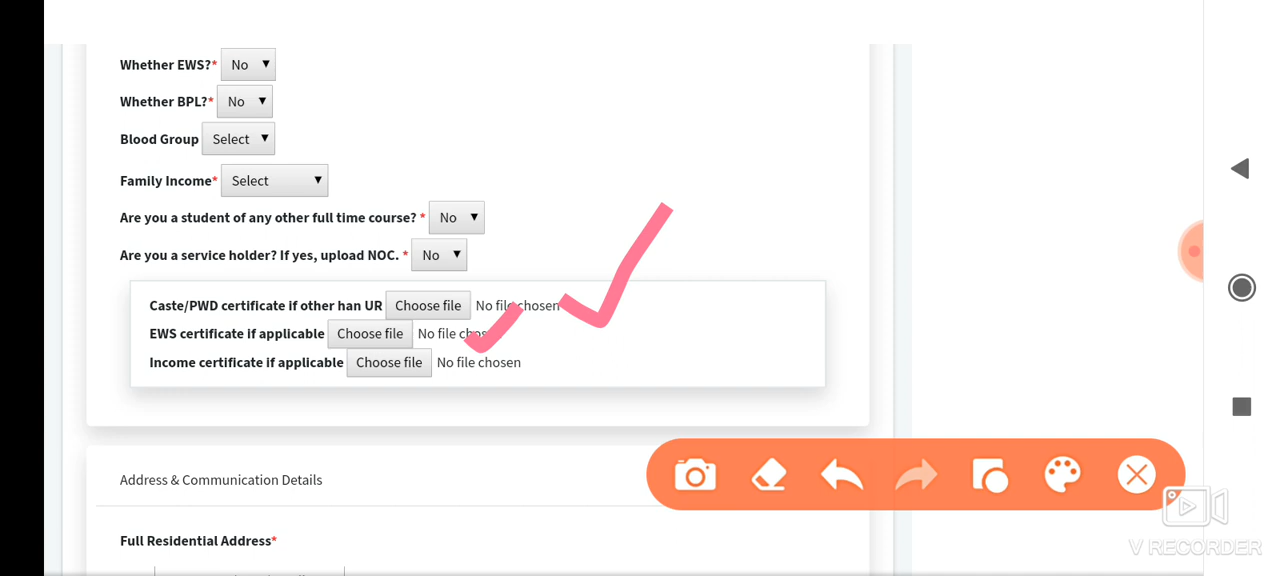 Whether EWS?* No
Whether BPL?* No
Blood Group Select
Family Income* Select
Are you a student of any other full time course? * No
Are you a service holder? If yes, upload NOC. * No
Caste/PWD certificate if other han UR Choose file No file chosen
EWS certificate if applicable Choose file No file chosen
Income certificate if applicable Choose file No file chosen
Address & Communication Details
Full Residential Address*
V RECORDER